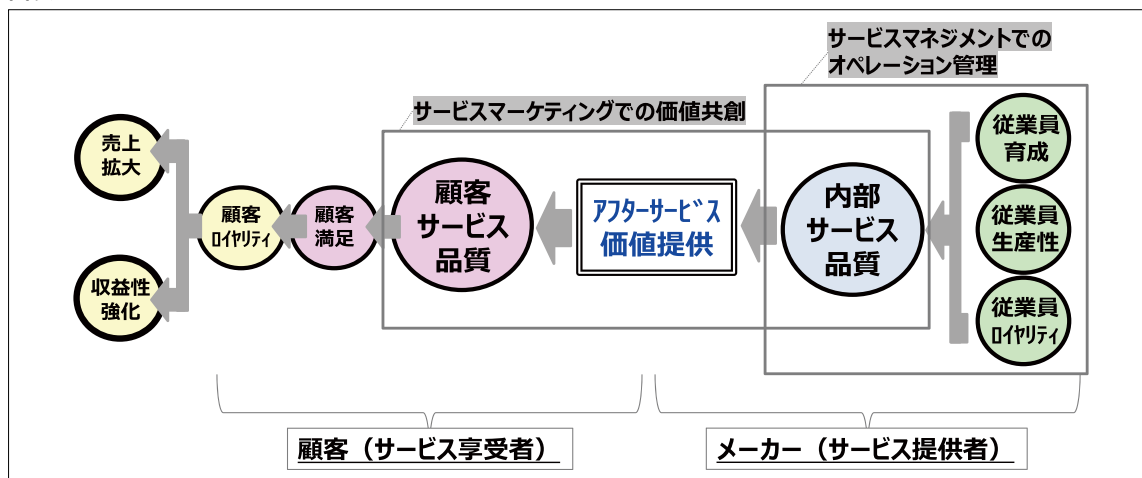 サービスマネジメントでの
オペレーション管理
サービスマーケティングでの価値共創
売上
拡大
収益性
強化
顧客
ロイヤリティ
顧客
満足
顧客
サービス
品質
アフターサービス
価値提供
内部
サービス
品質
従業員
育成
従業員
生産性
従業員
ロイヤリティ
顧客（サービス享受者）
メーカー（サービス提供者）